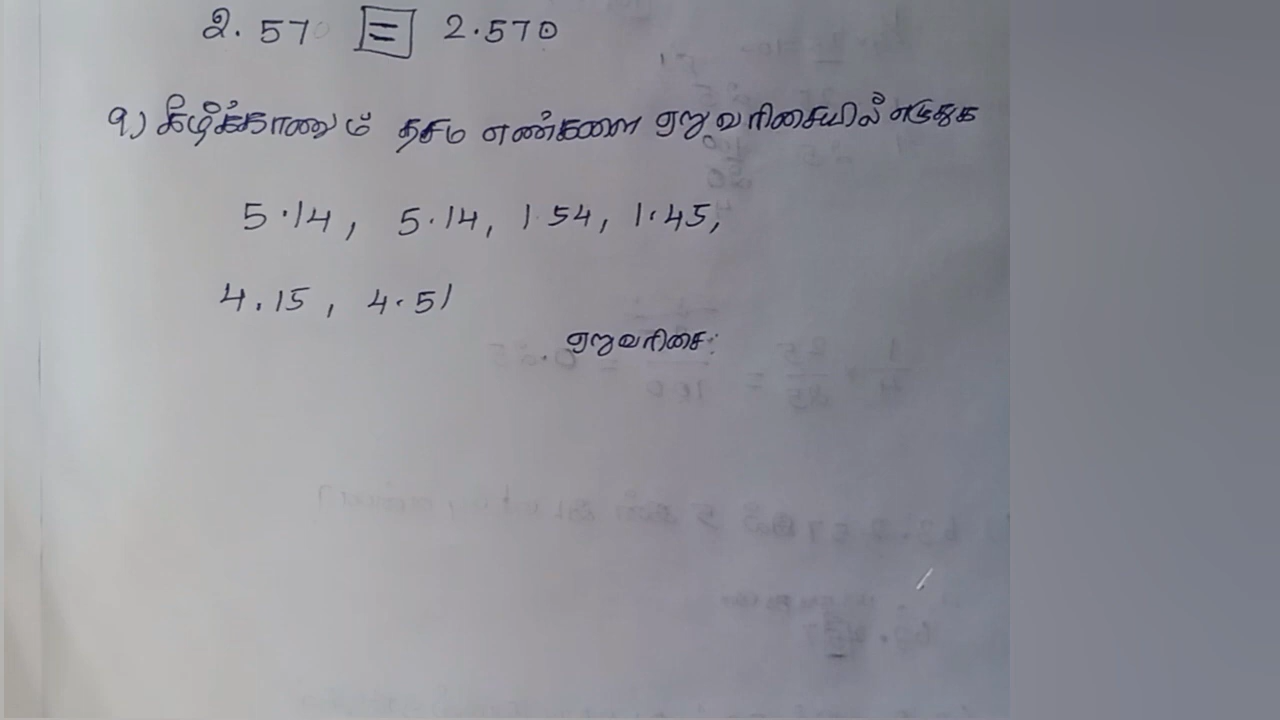 2.570 = 2.570
9) கீழ்க்காணும் தசம எண்களை ஏறுவரிசையில் எழுதுக
5.14, 5.14, 1.54, 1.45,
4.15, 4.51
ஏறுவரிசை: